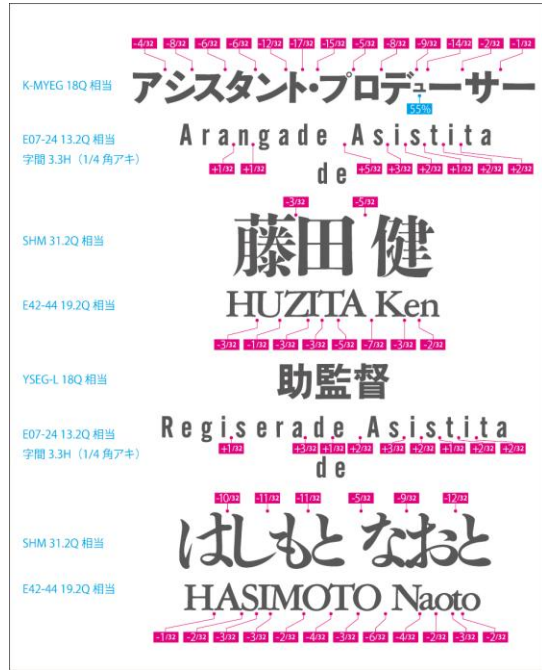 -4/32 -8/32 -6/32 -6/32 -12/32 -17/32 -15/32 -5/32 -8/32 -9/32 -14/32 -2/32 -1/32
K-MYEG 18Q 相当 アシスタント・プロデューサー
55%
E07-24 13.2Q 相当 Arangade Asistita
字間 3.3H（1/4 角アキ）
+1/32 +1/32 +5/32 +3/32 +2/32 +1/32 +2/32 +2/32
de
-3/32 -5/32
SHM 31.2Q 相当 藤田 健
E42-44 19.2Q 相当 HUZITA Ken
-3/32 -1/32 -3/32 -3/32 -5/32 -7/32 -3/32 -2/32
YSEG-L 18Q 相当 助監督
E07-24 13.2Q 相当 Regiserade Asistita
字間 3.3H（1/4 角アキ）
+1/32 +3/32 +1/32 +2/32 +3/32 +2/32 +1/32 +2/32 +2/32
de
-10/32 -11/32 -11/32 -5/32 -9/32 -12/32
SHM 31.2Q 相当 はしもと なおと
E42-44 19.2Q 相当 HASIMOTO Naoto
-1/32 -2/32 -3/32 -3/32 -2/32 -4/32 -3/32 -6/32 -4/32 -2/32 -3/32 -2/32